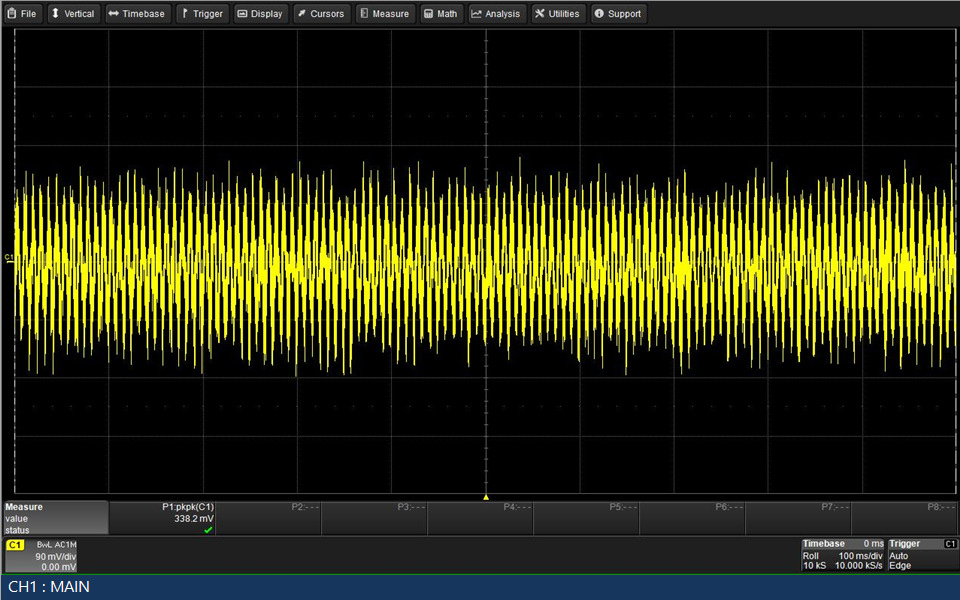 File Vertical Timebase Trigger Display Cursors Measure Math Analysis Utilities Support
C1
Measure P1:pkpk(C1) P2:--- P3:--- P4:--- P5:--- P6:--- P7:--- P8:---
value 338.2 mV
status
C1 BwL AC1M
90 mV/div
0.00 mV
Timebase 0 ms Trigger C1
Roll 100 ms/div Auto
10 kS 10.000 kS/s Edge
CH1 : MAIN